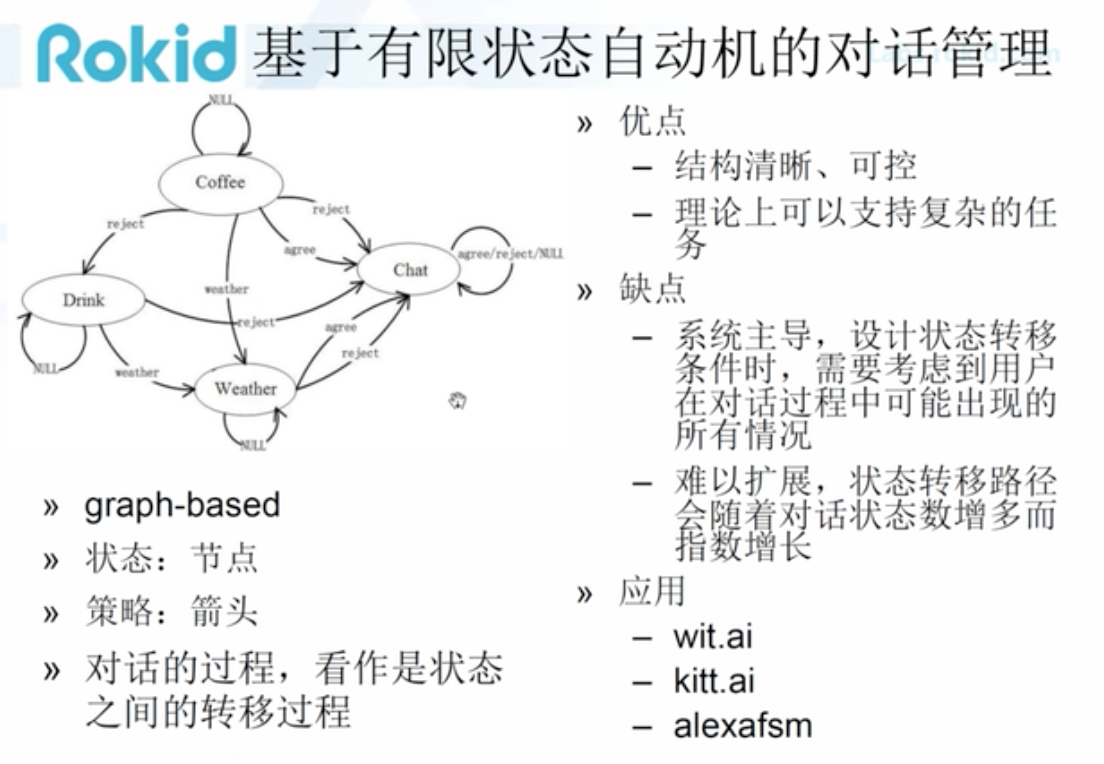 Rokid 基于有限状态自动机的对话管理
NULL
Coffee
reject
reject
agree
Chat
agree/reject/NULL
weather
Drink
reject
agree
reject
NULL
weather
Weather
NULL
» graph-based
» 状态：节点
» 策略：箭头
» 对话的过程，看作是状态
之间的转移过程
» 优点
– 结构清晰、可控
– 理论上可以支持复杂的任
务
» 缺点
– 系统主导，设计状态转移
条件时，需要考虑到用户
在对话过程中可能出现的
所有情况
– 难以扩展，状态转移路径
会随着对话状态数增多而
指数增长
» 应用
– wit.ai
– kitt.ai
– alexafsm